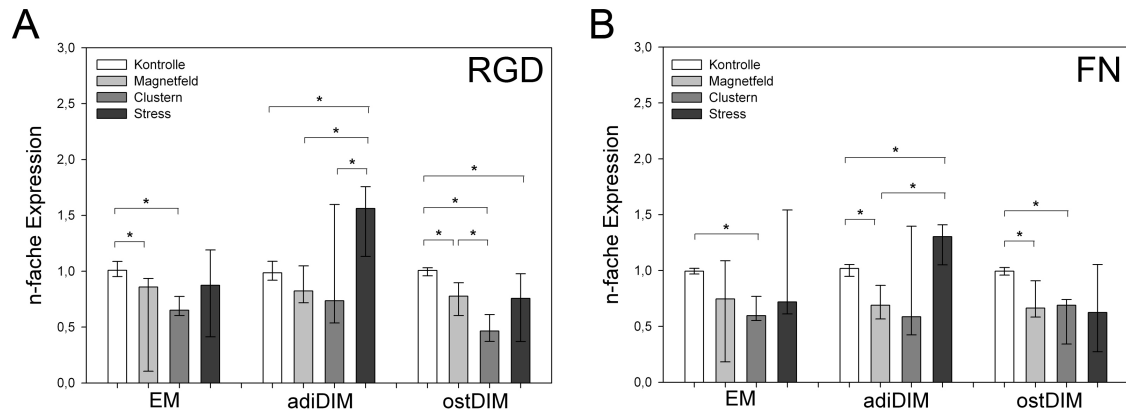 A
RGD
Kontrolle
Magnetfeld
Clustern
Stress
n-fache Expression
3,0
2,5
2,0
1,5
1,0
0,5
0,0
* * * * * * * * *
EM adiDIM ostDIM
B
FN
Kontrolle
Magnetfeld
Clustern
Stress
n-fache Expression
3,0
2,5
2,0
1,5
1,0
0,5
0,0
* * * * * *
EM adiDIM ostDIM